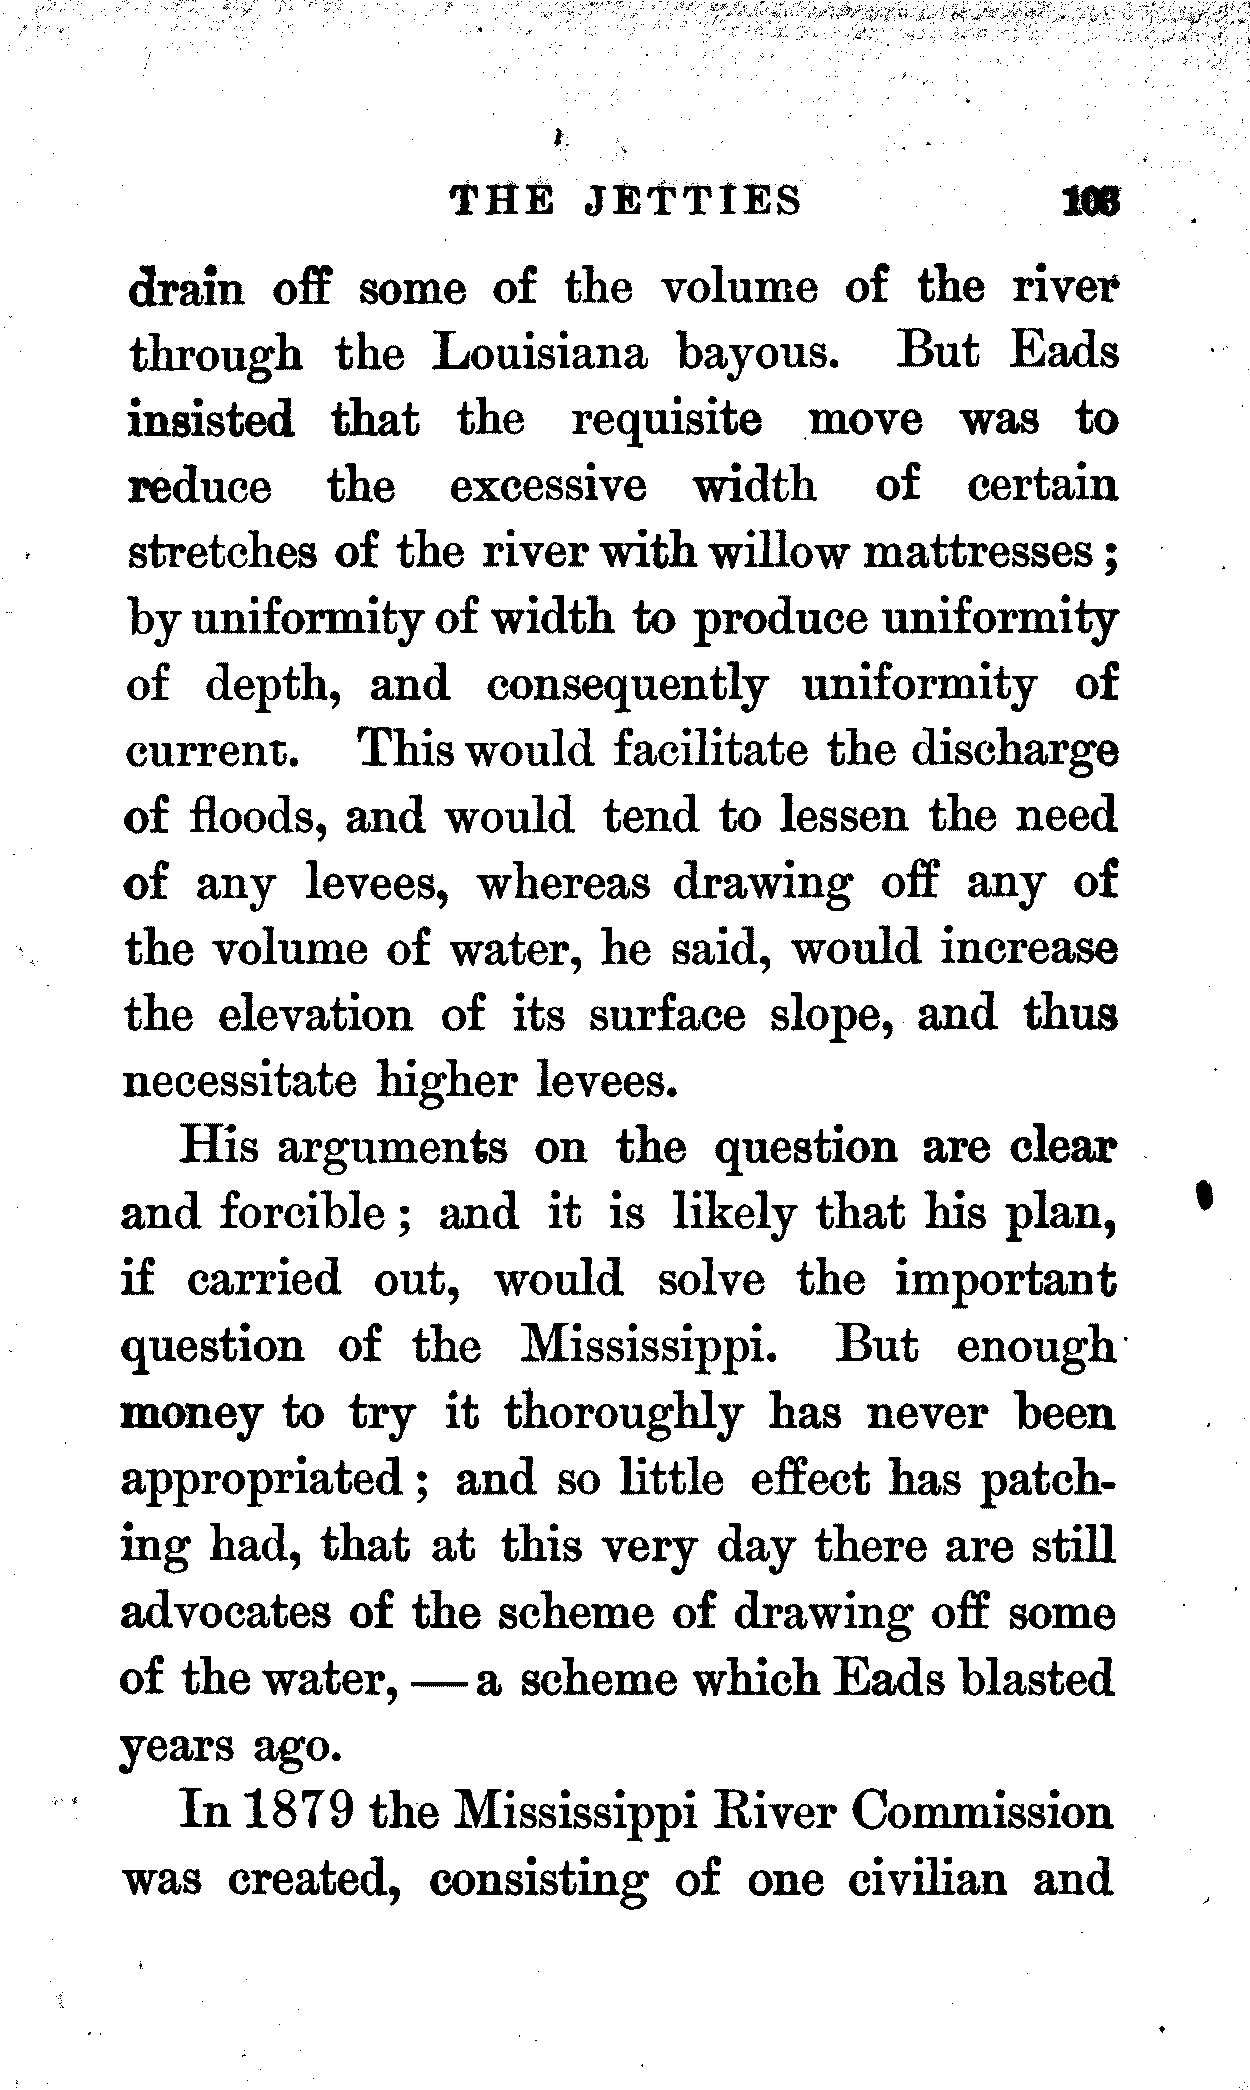 THE JETTIES
drain off some of the volume of the river
through the Louisiana bayous. But Eads
insisted that the requisite move was to
reduce the excessive width of certain
stretches of the river with willow mattresses ;
by uniformity of width to produce uniformity
of depth, and consequently uniformity of
current. This would facilitate the discharge
of floods, and would tend to lessen the need
of any levees, whereas drawing off any of
the volume of water, he said, would increase
the elevation of its surface slope, and thus
necessitate higher levees.
His arguments on the question are clear
and forcible ; and it is likely that his plan,
if carried out, would solve the important
question of the Mississippi. But enough
money to try it thoroughly has never been
appropriated ; and so little effect has patch-
ing had, that at this very day there are still
advocates of the scheme of drawing off some
of the water, — a scheme which Eads blasted
years ago.
In 1879 the Mississippi River Commission
was created, consisting of one civilian and